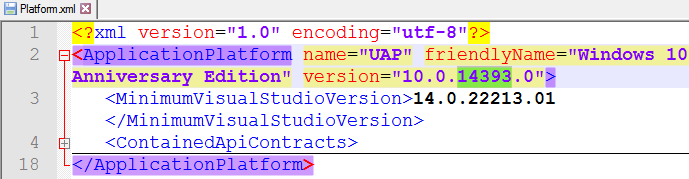 Platform.xml
1 <?xml version="1.0" encoding="utf-8"?>
2 <ApplicationPlatform name="UAP" friendlyName="Windows 10
Anniversary Edition" version="10.0.14393.0">
3 <MinimumVisualStudioVersion>14.0.22213.01
</MinimumVisualStudioVersion>
4 <ContainedApiContracts>
18 </ApplicationPlatform>